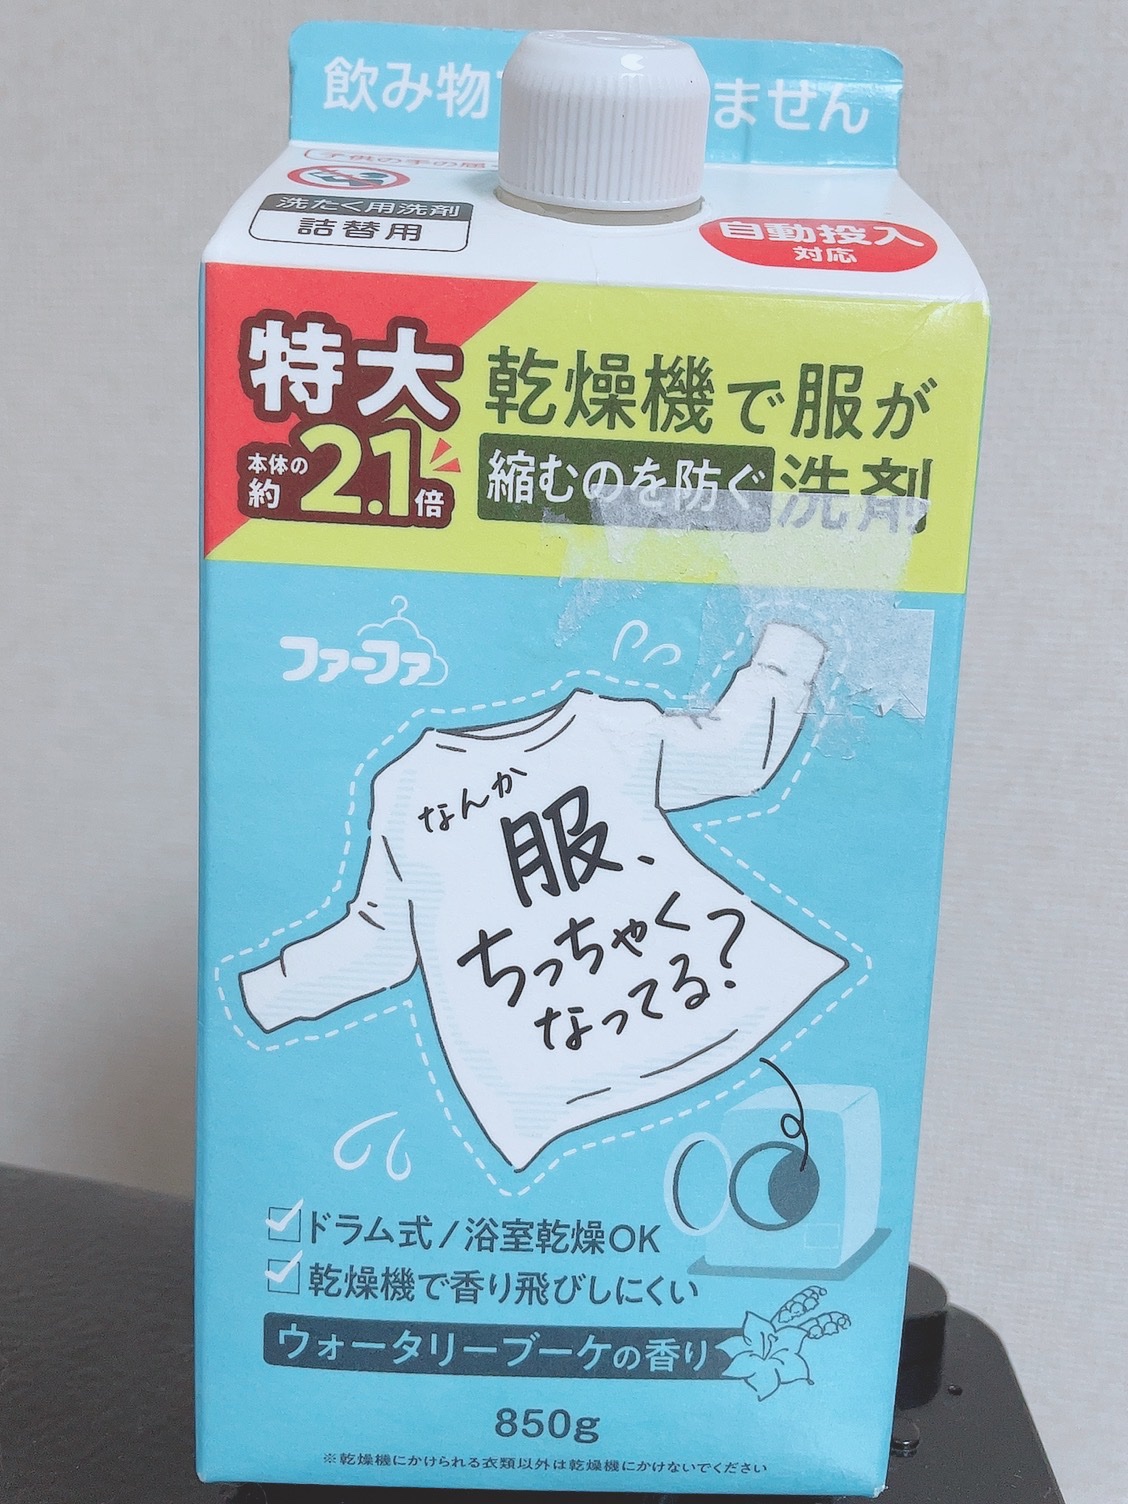 飲み物
ません
洗たく用洗剤
詰替用
自動投入
対応
特大
本体の
約2.1倍
乾燥機で服が
縮むのを防ぐ洗剤
ファーファ
なんか
服、
ちっちゃく
なってる?
ドラム式/浴室乾燥OK
乾燥機で香り飛びしにくい
ウォータリーブーケの香り
850g
※乾燥機にかけられる衣類以外は乾燥機にかけないでください